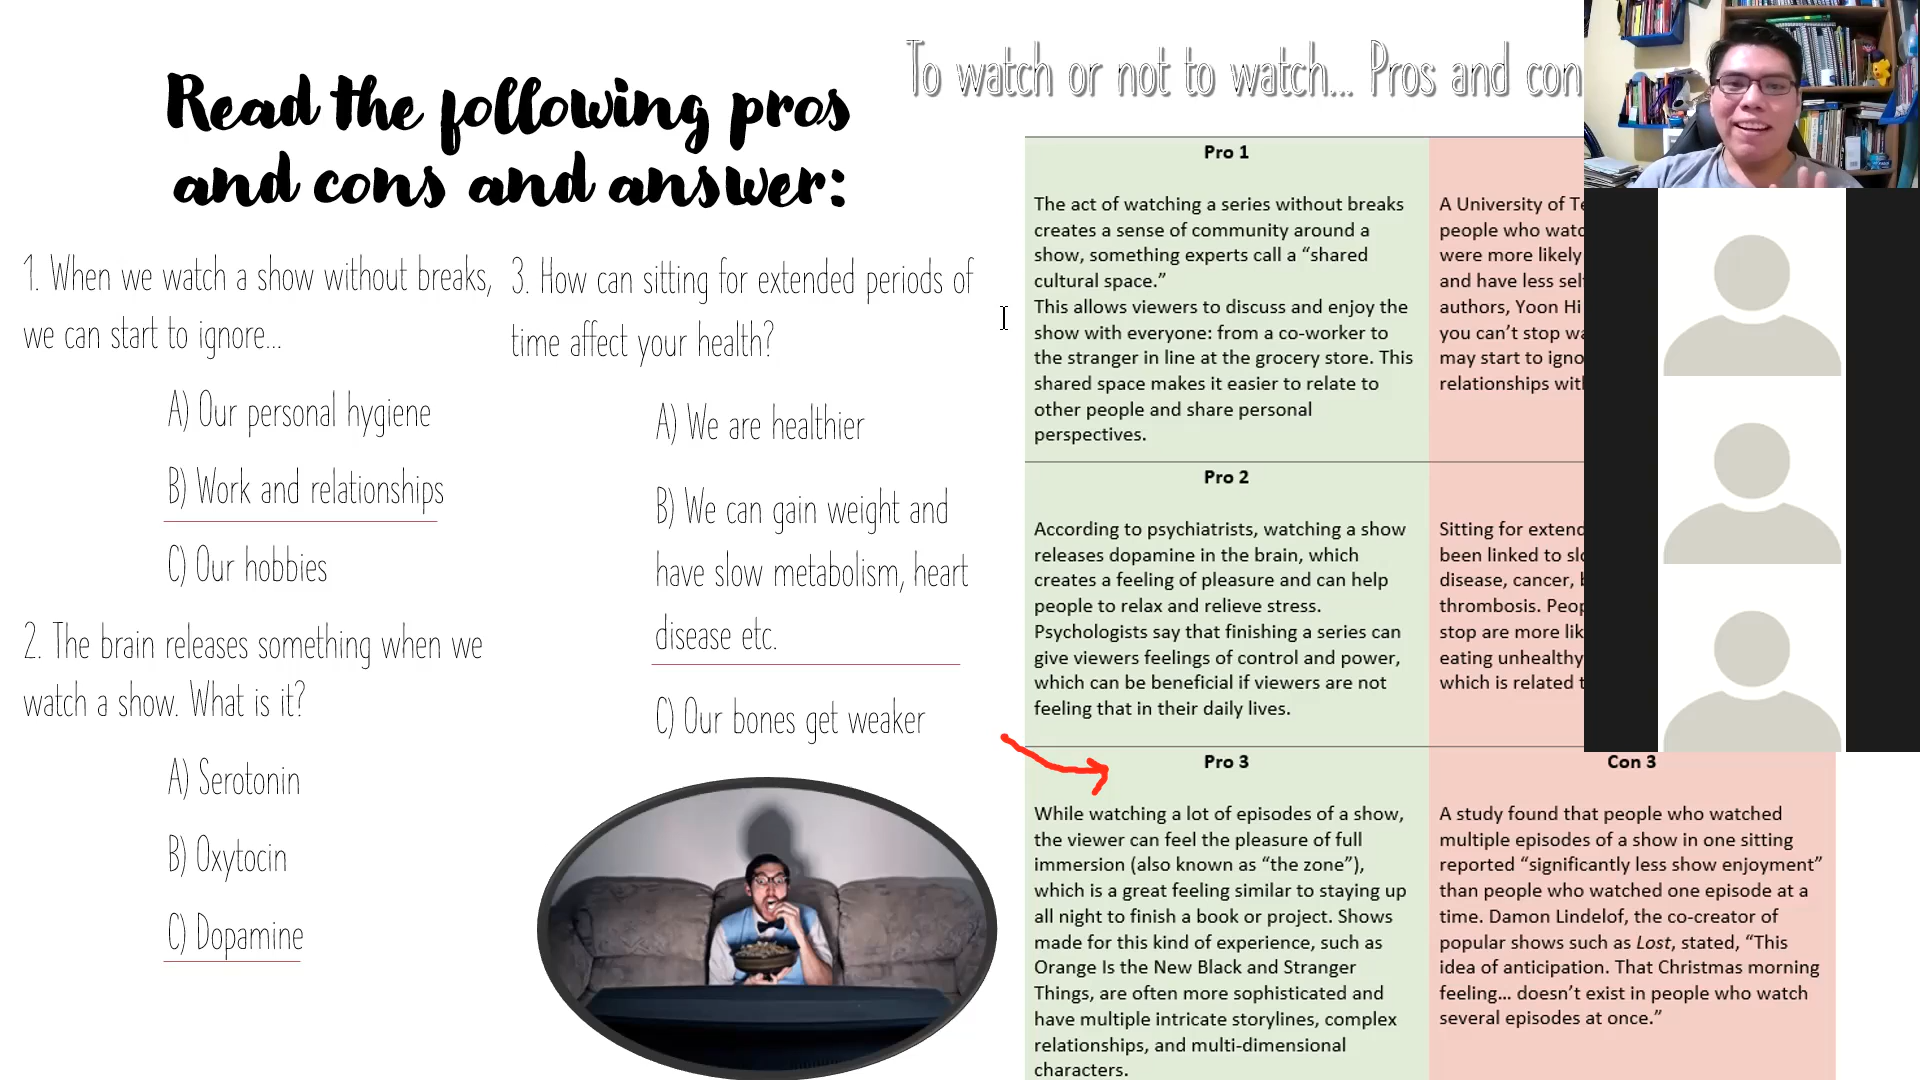 Read the following pros
and cons and answer:
1. When we watch a show without breaks,
we can start to ignore...
A) Our personal hygiene
B) Work and relationships
C) Our hobbies
2. The brain releases something when we
watch a show. What is it?
A) Serotonin
B) Oxytocin
C) Dopamine
3. How can sitting for extended periods of
time affect your health?
A) We are healthier
B) We can gain weight and
have slow metabolism, heart
disease etc.
C) Our bones get weaker
To watch or not to watch... Pros and con
Pro 1
The act of watching a series without breaks
creates a sense of community around a
show, something experts call a “shared
cultural space.”
This allows viewers to discuss and enjoy the
show with everyone: from a co-worker to
the stranger in line at the grocery store. This
shared space makes it easier to relate to
other people and share personal
perspectives.
A University of Te
people who watc
were more likely
and have less sel
authors, Yoon Hi
you can’t stop wa
may start to igno
relationships wit
Pro 2
According to psychiatrists, watching a show
releases dopamine in the brain, which
creates a feeling of pleasure and can help
people to relax and relieve stress.
Psychologists say that finishing a series can
give viewers feelings of control and power,
which can be beneficial if viewers are not
feeling that in their daily lives.
Sitting for extend
been linked to slo
disease, cancer,
thrombosis. Peop
stop are more lik
eating unhealthy
which is related
Pro 3
While watching a lot of episodes of a show,
the viewer can feel the pleasure of full
immersion (also known as “the zone”),
which is a great feeling similar to staying up
all night to finish a book or project. Shows
made for this kind of experience, such as
Orange Is the New Black and Stranger
Things, are often more sophisticated and
have multiple intricate storylines, complex
relationships, and multi-dimensional
characters.
Con 3
A study found that people who watched
multiple episodes of a show in one sitting
reported “significantly less show enjoyment”
than people who watched one episode at a
time. Damon Lindelof, the co-creator of
popular shows such as Lost, stated, “This
idea of anticipation. That Christmas morning
feeling… doesn’t exist in people who watch
several episodes at once.”